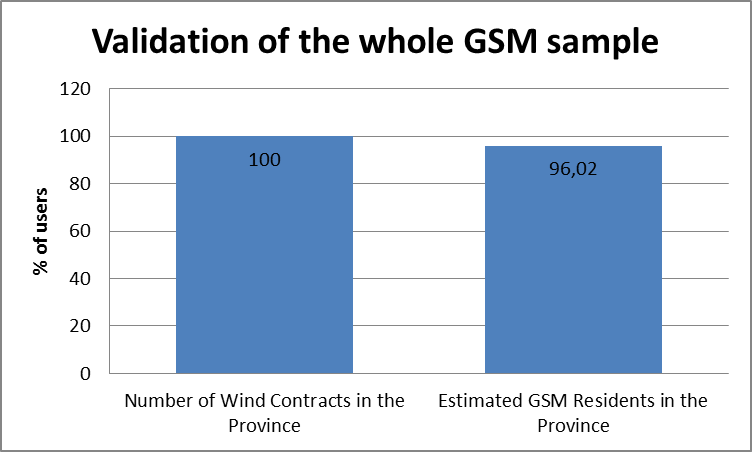 Validation of the whole GSM sample
120
100
80
60
40
20
0
% of users
100
96,02
Number of Wind Contracts in the
Province
Estimated GSM Residents in the
Province